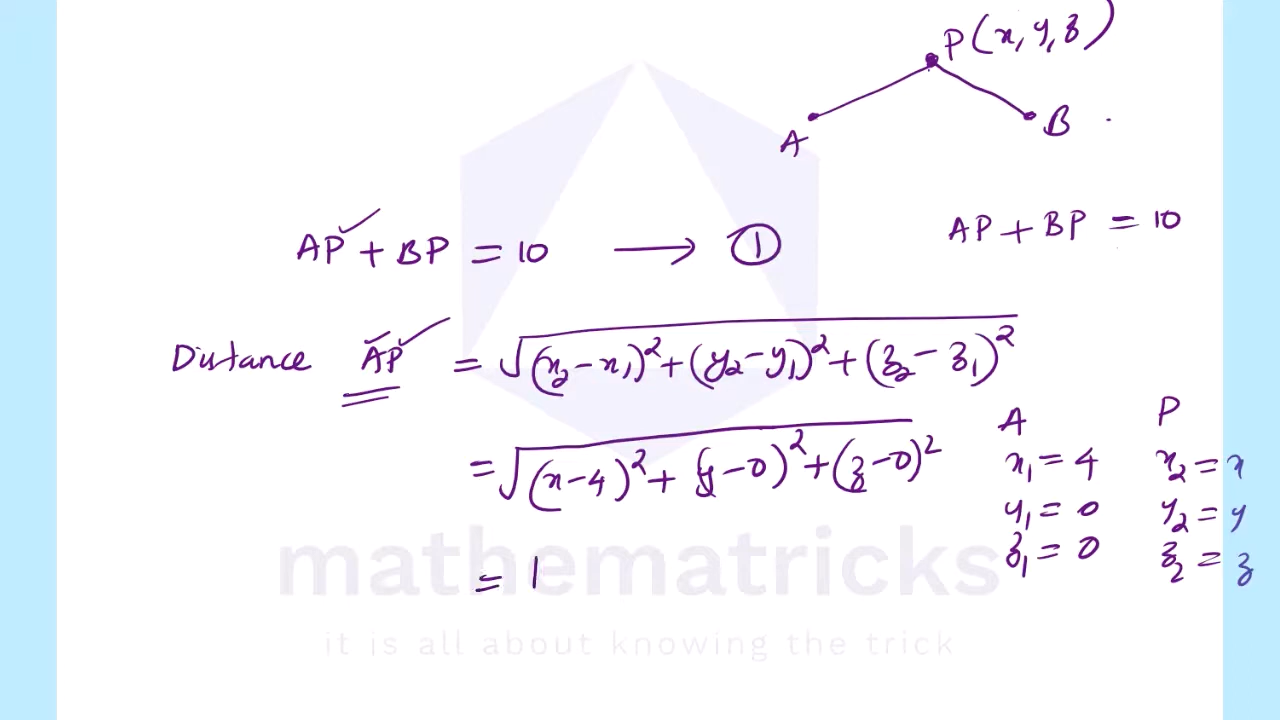 P(x, y, z)
A
B
AP + BP = 10 → ①
AP + BP = 10
Distance AP = √(x₂-x₁)²+(y₂-y₁)²+(z₂-z₁)²
= √(x-4)²+(y-0)²+(z-0)²
A P
x₁ = 4 x₂ = x
y₁ = 0 y₂ = y
z₁ = 0 z₂ = z
=
mathematricks
it is all about knowing the trick